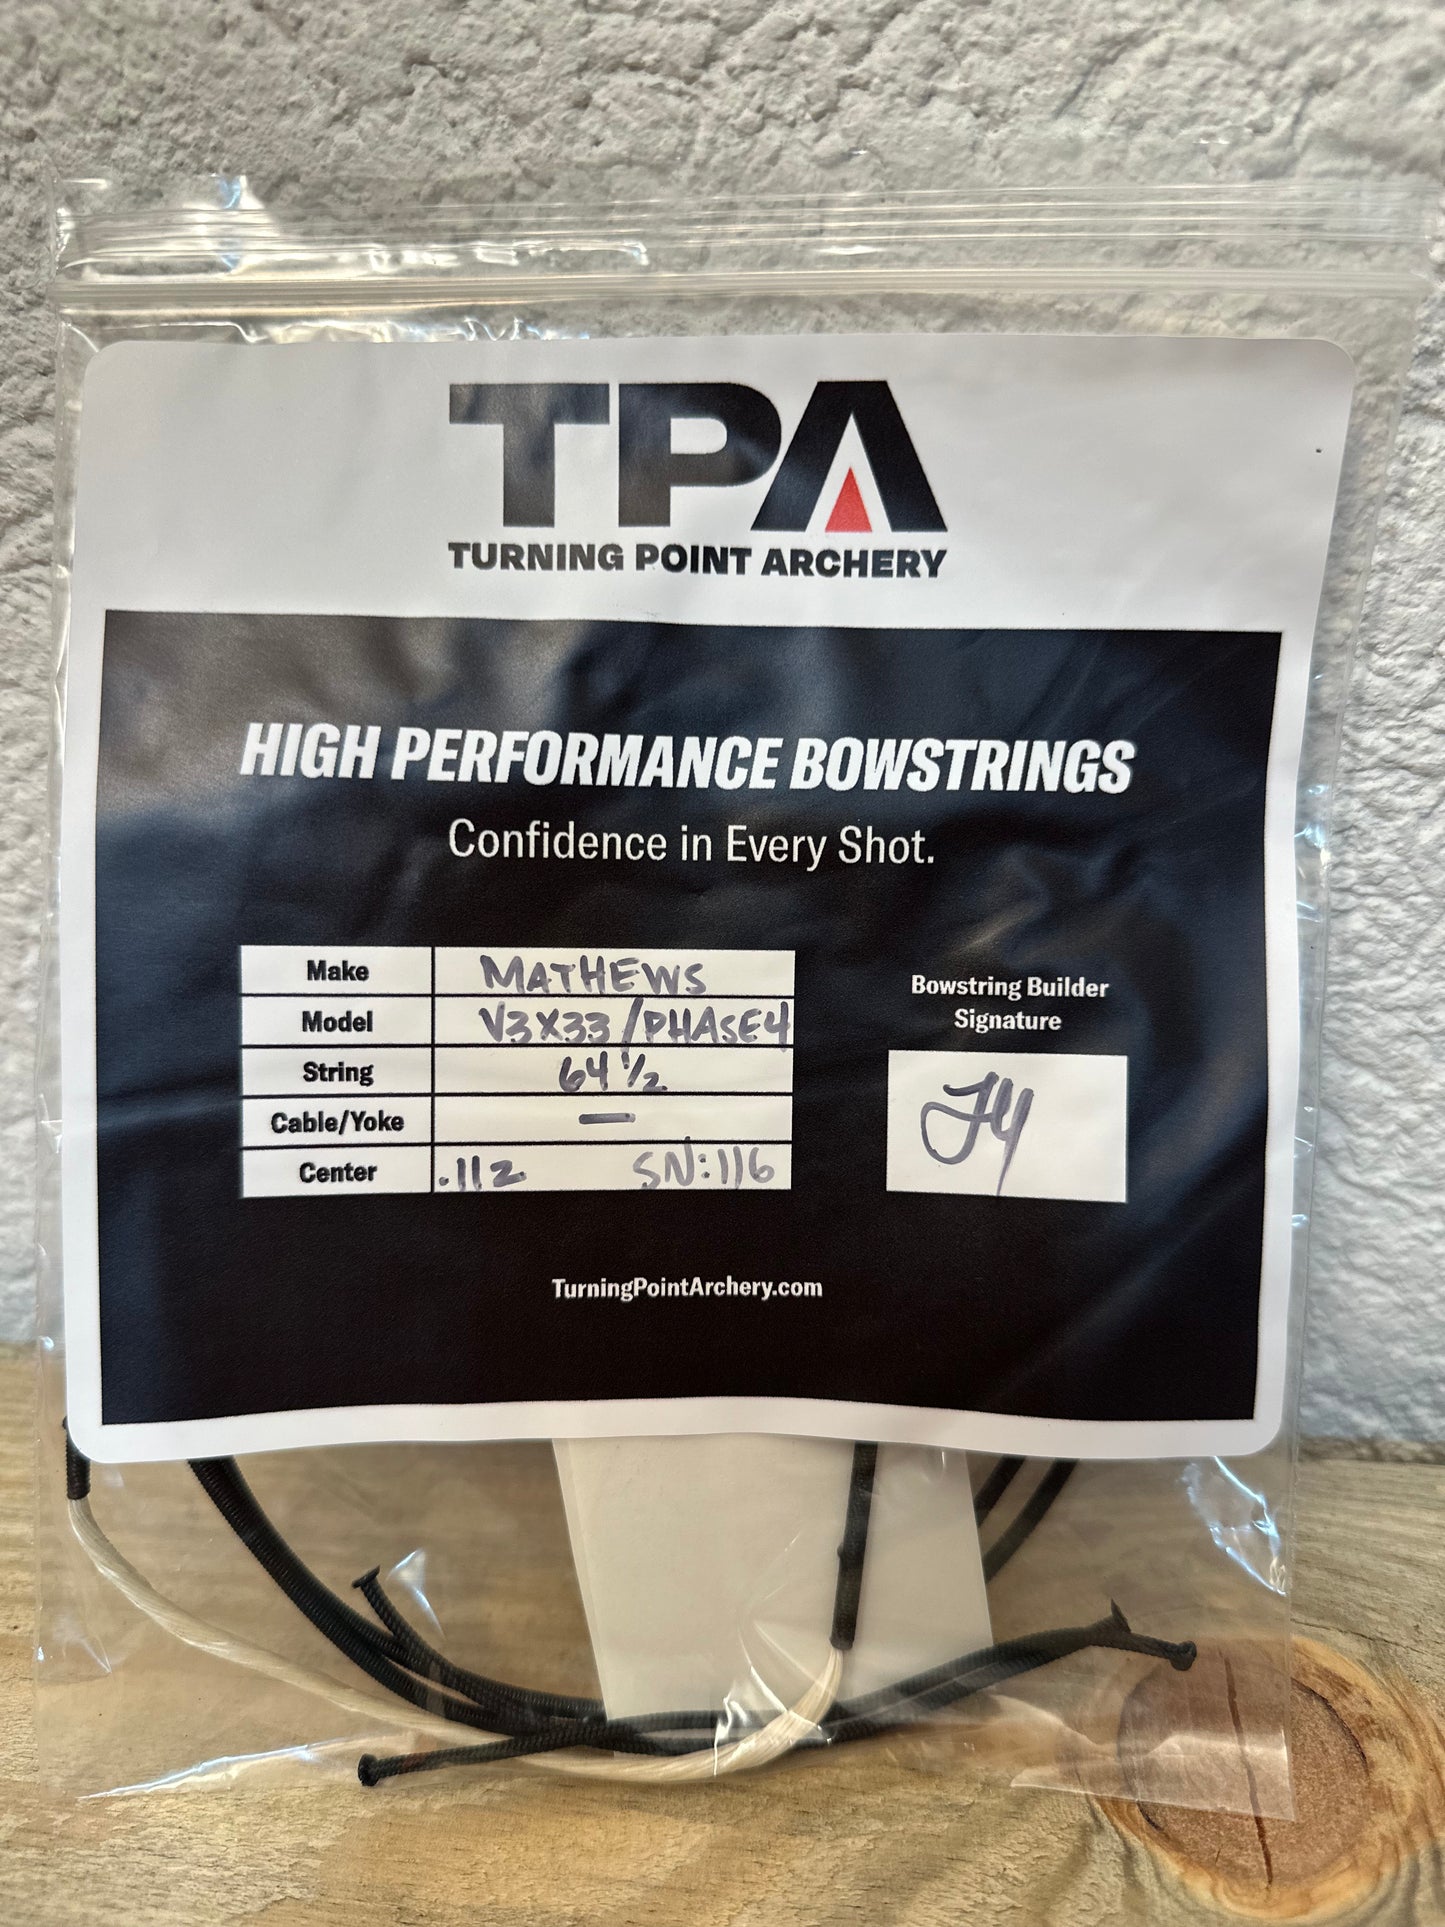 TPA
TURNING POINT ARCHERY
HIGH PERFORMANCE BOWSTRINGS
Confidence in Every Shot.
Make MATHEWS
Model V3X33/PHASE4
String 64 1/2
Cable/Yoke —
Center .112 SN:116
Bowstring Builder
Signature
TurningPointArchery.com